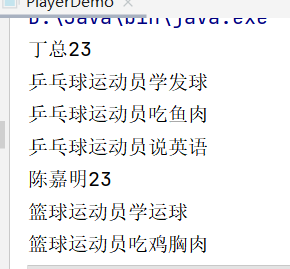 PlayerDemo
D:\Java\bin\java.exe
丁总23
乒乓球运动员学发球
乒乓球运动员吃鱼肉
乒乓球运动员说英语
陈嘉明23
篮球运动员学运球
篮球运动员吃鸡胸肉